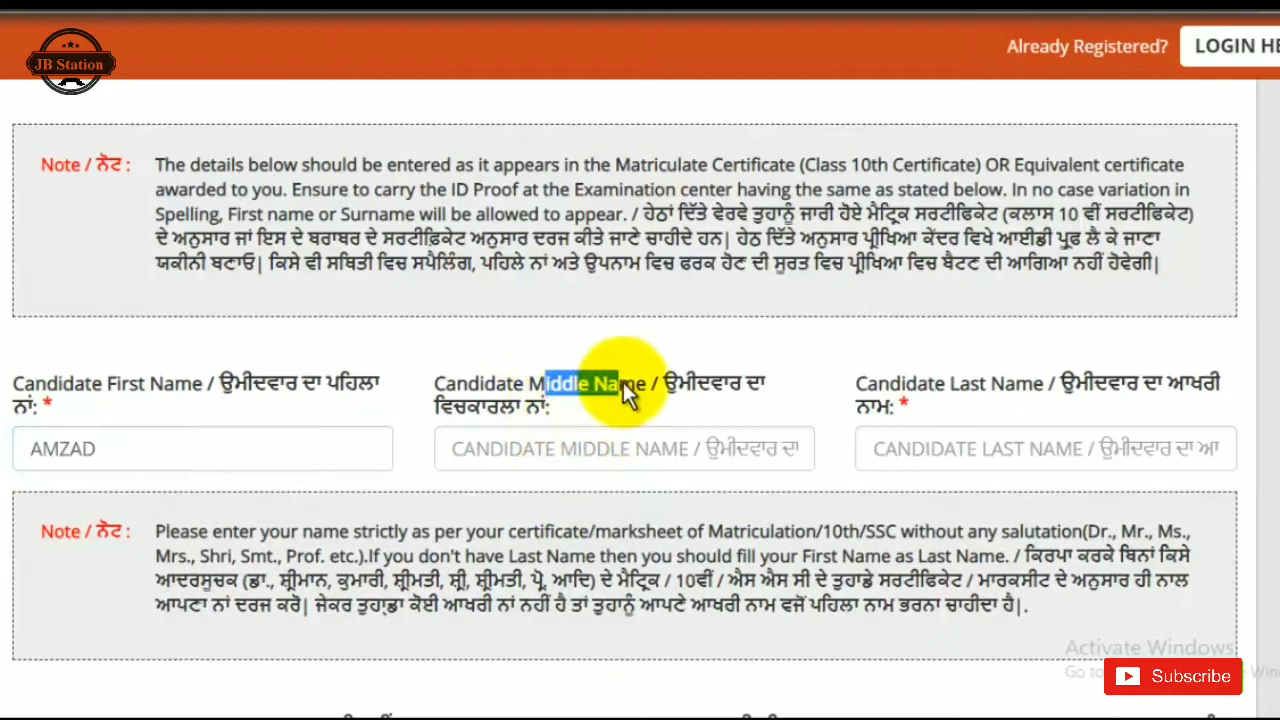 JB Station
Already Registered?
LOGIN HE
Note / ਨੋਟ :
The details below should be entered as it appears in the Matriculate Certificate (Class 10th Certificate) OR Equivalent certificate
awarded to you. Ensure to carry the ID Proof at the Examination center having the same as stated below. In no case variation in
Spelling, First name or Surname will be allowed to appear. / ਹੇਠਾਂ ਦਿੱਤੇ ਵੇਰਵੇ ਤੁਹਾਨੂੰ ਜਾਰੀ ਹੋਏ ਮੈਟ੍ਰਿਕ ਸਰਟੀਫਿਕੇਟ (ਕਲਾਸ 10 ਵੀਂ ਸਰਟੀਫਿਕੇਟ)
ਦੇ ਅਨੁਸਾਰ ਜਾਂ ਇਸ ਦੇ ਬਰਾਬਰ ਦੇ ਸਰਟੀਫ਼ਿਕੇਟ ਅਨੁਸਾਰ ਦਰਜ ਕੀਤੇ ਜਾਣੇ ਚਾਹੀਦੇ ਹਨ| ਹੇਠ ਦਿੱਤੇ ਅਨੁਸਾਰ ਪ੍ਰੀਖਿਆ ਕੇਂਦਰ ਵਿਖੇ ਆਈਡੀ ਪ੍ਰੂਫ ਲੈ ਕੇ ਜਾਣਾ
ਯਕੀਨੀ ਬਣਾਓ| ਕਿਸੇ ਵੀ ਸਥਿਤੀ ਵਿਚ ਸਪੈਲਿੰਗ, ਪਹਿਲੇ ਨਾਂ ਅਤੇ ਉਪਨਾਮ ਵਿਚ ਫਰਕ ਹੋਣ ਦੀ ਸੂਰਤ ਵਿਚ ਪ੍ਰੀਖਿਆ ਵਿਚ ਬੈਟਣ ਦੀ ਆਗਿਆ ਨਹੀਂ ਹੋਵੇਗੀ|
Candidate First Name / ਉਮੀਦਵਾਰ ਦਾ ਪਹਿਲਾ
ਨਾਂ: *
Candidate Middle Name / ਉਮੀਦਵਾਰ ਦਾ
ਵਿਚਕਾਰਲਾ ਨਾਂ:
Candidate Last Name / ਉਮੀਦਵਾਰ ਦਾ ਆਖਰੀ
ਨਾਮ: *
AMZAD
CANDIDATE MIDDLE NAME / ਉਮੀਦਵਾਰ ਦਾ
CANDIDATE LAST NAME / ਉਮੀਦਵਾਰ ਦਾ ਆ
Note / ਨੋਟ :
Please enter your name strictly as per your certificate/marksheet of Matriculation/10th/SSC without any salutation(Dr., Mr., Ms.,
Mrs., Shri, Smt., Prof. etc.).If you don't have Last Name then you should fill your First Name as Last Name. / ਕਿਰਪਾ ਕਰਕੇ ਬਿਨਾਂ ਕਿਸੇ
ਆਦਰਸੂਚਕ (ਡਾ., ਸ਼੍ਰੀਮਾਨ, ਕੁਮਾਰੀ, ਸ਼੍ਰੀਮਤੀ, ਸ਼੍ਰੀ, ਸ਼੍ਰੀਮਤੀ, ਪ੍ਰੋ, ਆਦਿ) ਦੇ ਮੈਟ੍ਰਿਕ / 10ਵੀਂ / ਐਸ ਐਸ ਸੀ ਦੇ ਤੁਹਾਡੇ ਸਰਟੀਫਿਕੇਟ / ਮਾਰਕਸੀਟ ਦੇ ਅਨੁਸਾਰ ਹੀ ਨਾਲ
ਆਪਣਾ ਨਾਂ ਦਰਜ ਕਰੋ| ਜੇਕਰ ਤੁਹਾ੍ਡਾ ਕੋਈ ਆਖਰੀ ਨਾਂ ਨਹੀਂ ਹੈ ਤਾਂ ਤੁਹਾਨੂੰ ਆਪਣੇ ਆਖਰੀ ਨਾਮ ਵਜੋਂ ਪਹਿਲਾ ਨਾਮ ਭਰਨਾ ਚਾਹੀਦਾ ਹੈ|.
Activate Windows
Go to
Subscribe